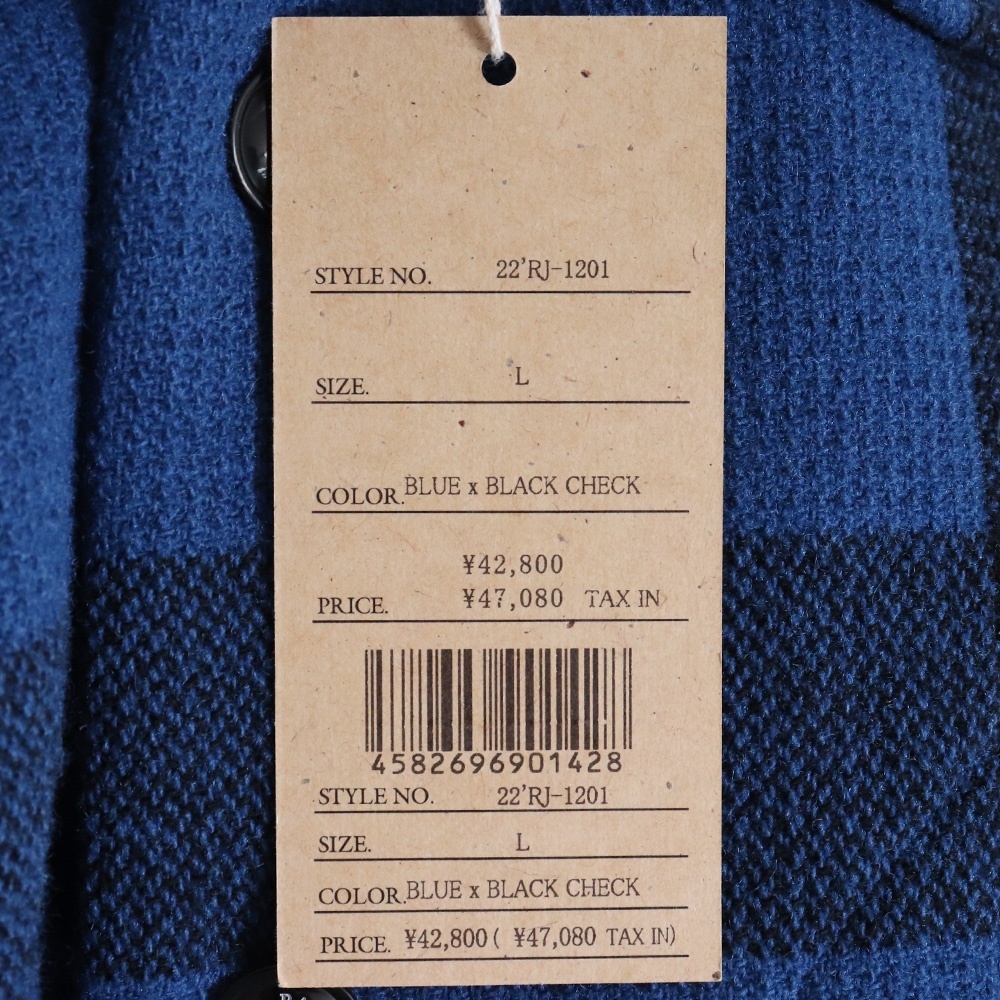 STYLE NO. 22'RJ-1201
SIZE. L
COLOR. BLUE x BLACK CHECK
¥42,800
PRICE. ¥47,080 TAX IN
4582696901428
STYLE NO. 22'RJ-1201
SIZE. L
COLOR. BLUE x BLACK CHECK
PRICE. ¥42,800 ( ¥47,080 TAX IN)